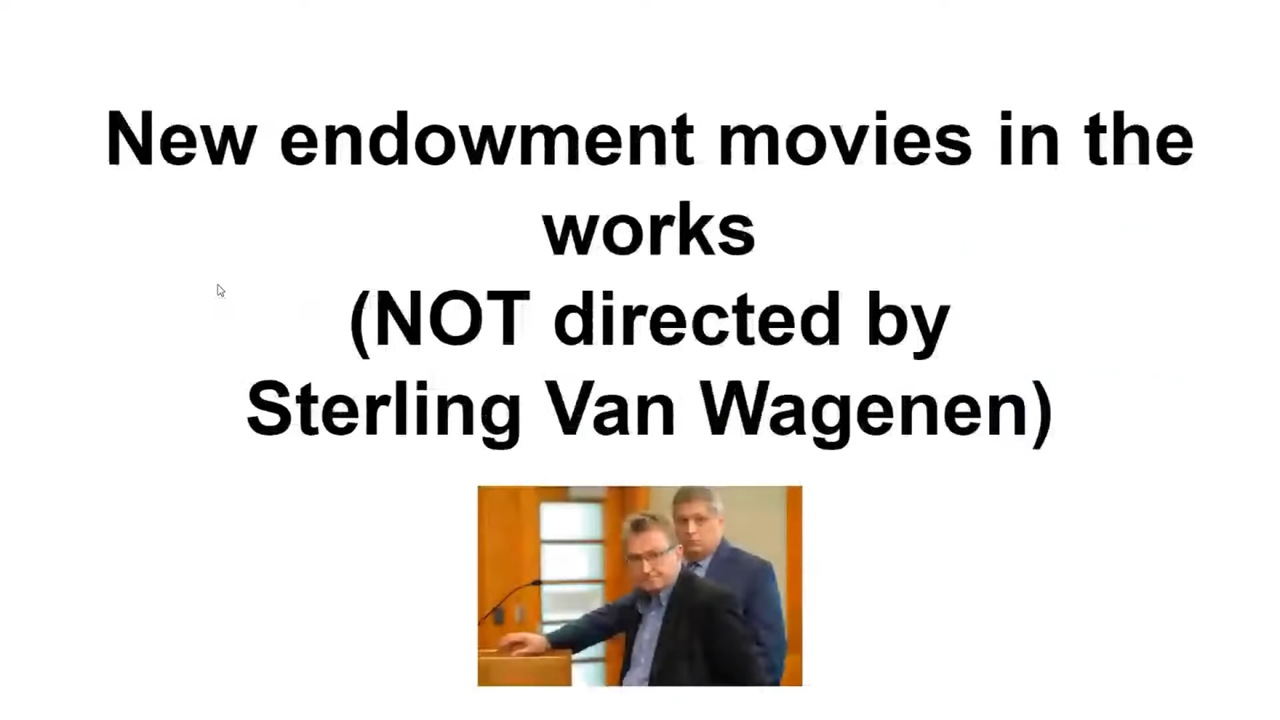 New endowment movies in the
works
(NOT directed by
Sterling Van Wagenen)